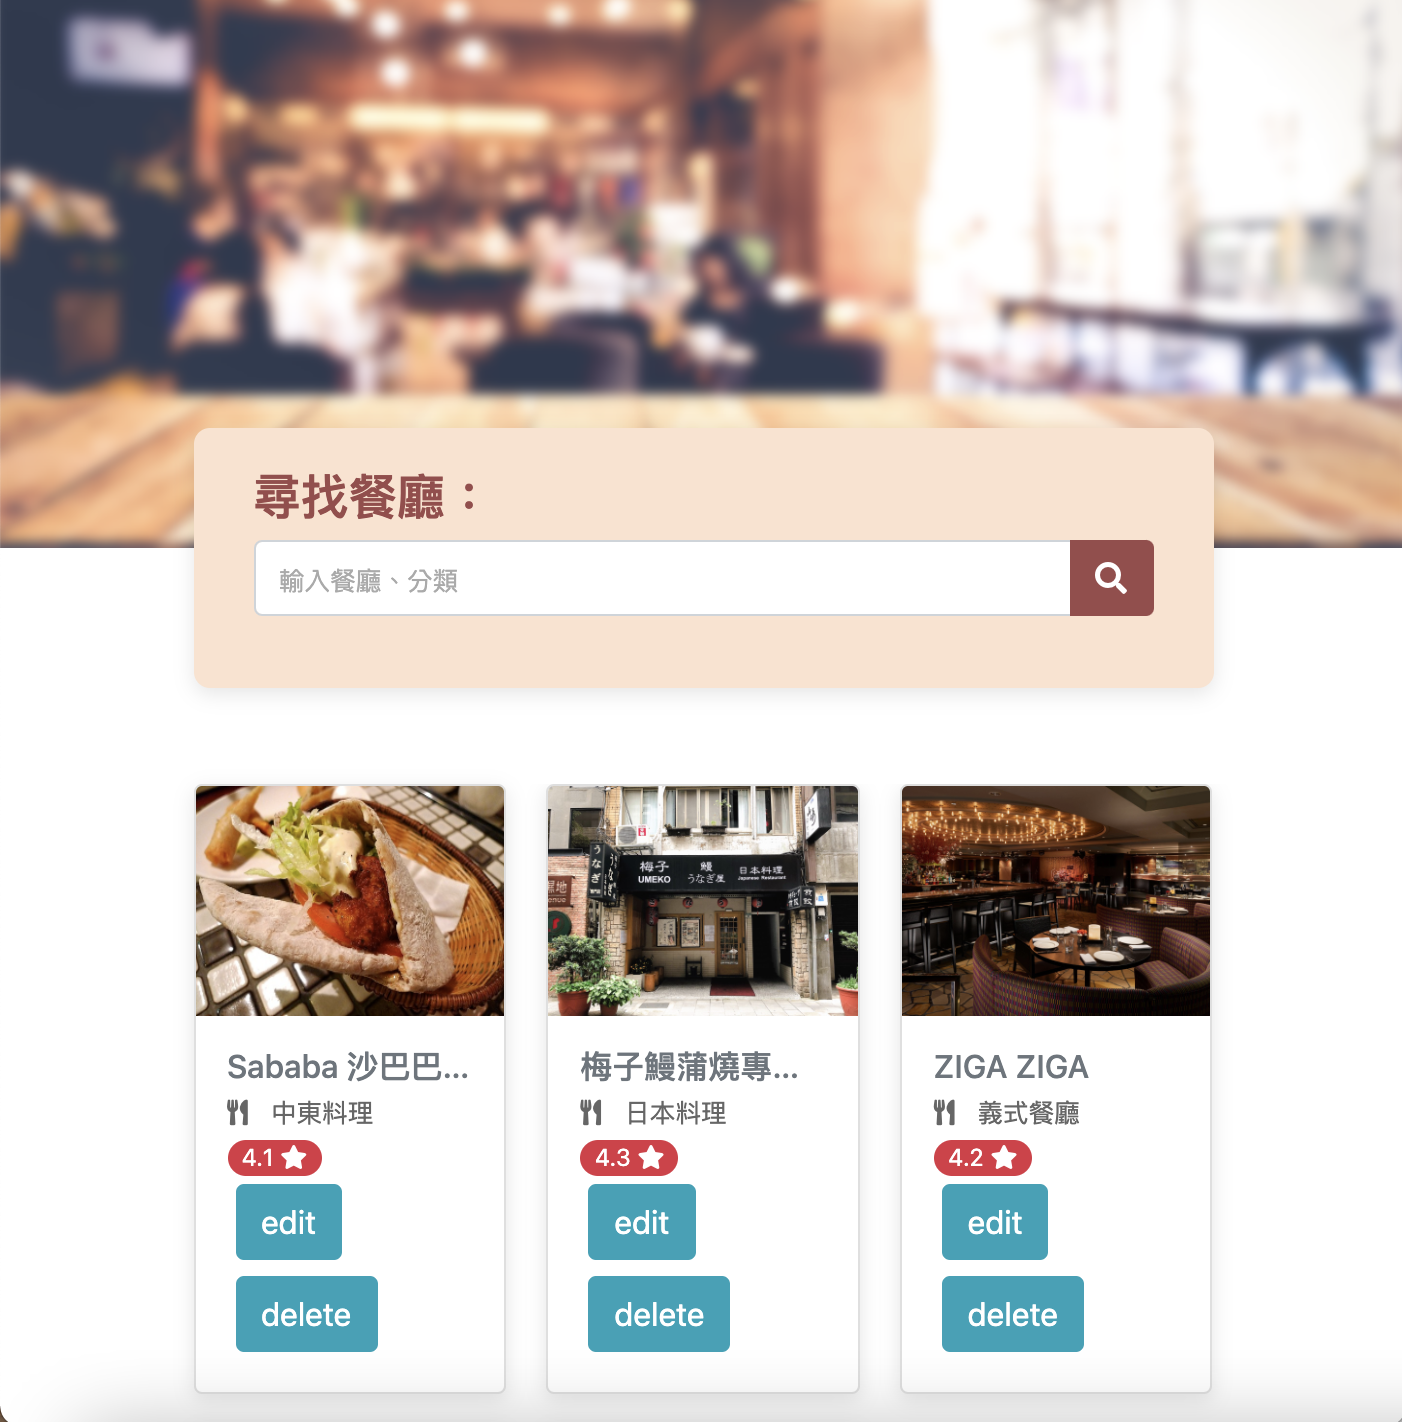 尋找餐廳：
輸入餐廳、分類
梅子 鰻 日本料理
UMEKO うなぎ屋 Japanese Restaurant
うなぎ
Sababa 沙巴巴...
中東料理
4.1
edit
delete
梅子鰻蒲燒專...
日本料理
4.3
edit
delete
ZIGA ZIGA
義式餐廳
4.2
edit
delete